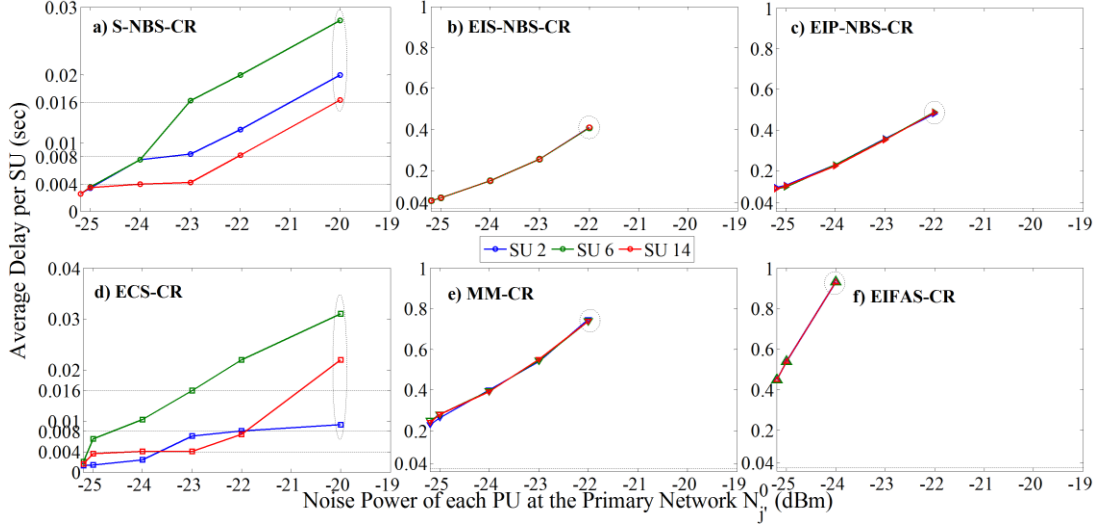 a) S-NBS-CR
0.03
0.02
0.016
0.01
0.008
0.004
0
-25 -24 -23 -22 -21 -20 -19
b) EIS-NBS-CR
1
0.8
0.6
0.4
0.2
0.04
-25 -24 -23 -22 -21 -20 -19
c) EIP-NBS-CR
1
0.8
0.6
0.4
0.2
0.04
-25 -24 -23 -22 -21 -20 -19
Average Delay per SU (sec)
SU 2 SU 6 SU 14
d) ECS-CR
0.04
0.03
0.02
0.016
0.01
0.008
0.004
0
-25 -24 -23 -22 -21 -20 -19
e) MM-CR
1
0.8
0.6
0.4
0.2
0.04
-25 -24 -23 -22 -21 -20 -19
f) EIFAS-CR
1
0.8
0.6
0.4
0.2
0.04
0
-25 -24 -23 -22 -21 -20 -19
Noise Power of each PU at the Primary Network N_j' (dBm)